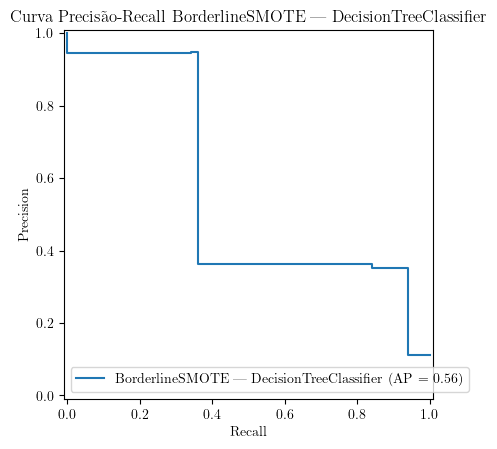 Curva Precisão-Recall BorderlineSMOTE — DecisionTreeClassifier
1.0
0.8
0.6
0.4
0.2
0.0
Precision
BorderlineSMOTE — DecisionTreeClassifier (AP = 0.56)
0.0 0.2 0.4 0.6 0.8 1.0
Recall